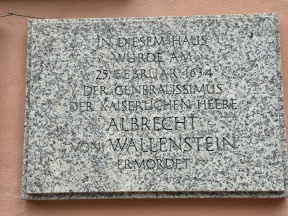 IN DIESEM HAUS
WURDE AM
25. FEBRUAR 1634
DER GENERALISSIMUS
DER KAISERLICHEN HEERE
ALBRECHT
VON WALLENSTEIN
ERMORDET